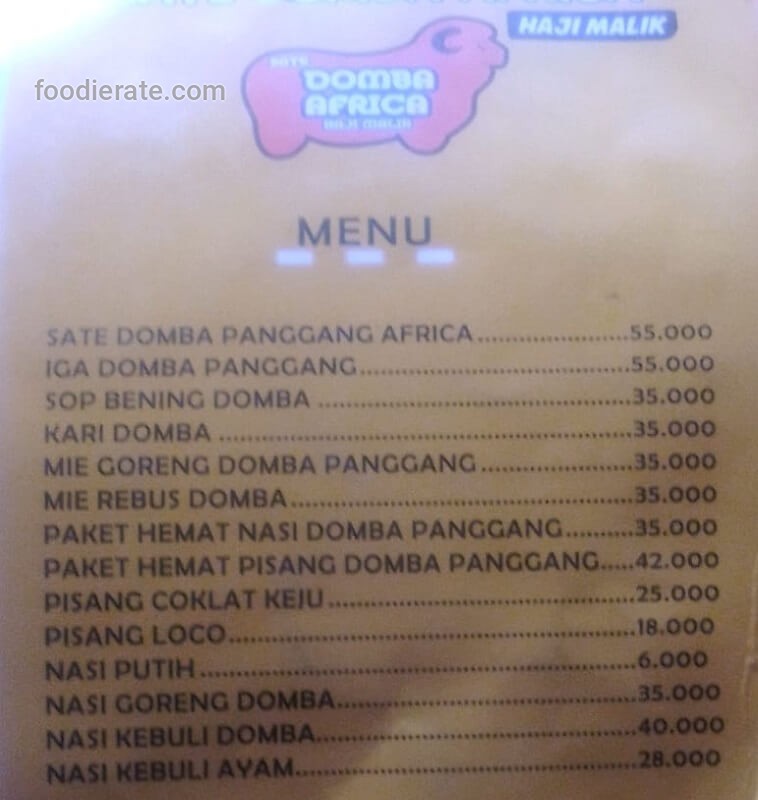 HAJI MALIK
foodierate.com
SATE
DOMBA
AFRICA
HAJI MALIK
MENU
SATE DOMBA PANGGANG AFRICA......................55.000
IGA DOMBA PANGGANG.......................................55.000
SOP BENING DOMBA .............................................35.000
KARI DOMBA ...........................................................35.000
MIE GORENG DOMBA PANGGANG......................35.000
MIE REBUS DOMBA.................................................35.000
PAKET HEMAT NASI DOMBA PANGGANG..........35.000
PAKET HEMAT PISANG DOMBA PANGGANG.....42.000
PISANG COKLAT KEJU............................................25.000
PISANG LOCO..........................................................18.000
NASI PUTIH..............................................................6.000
NASI GORENG DOMBA...........................................35.000
NASI KEBULI DOMBA..............................................40.000
NASI KEBULI AYAM.................................................28.000